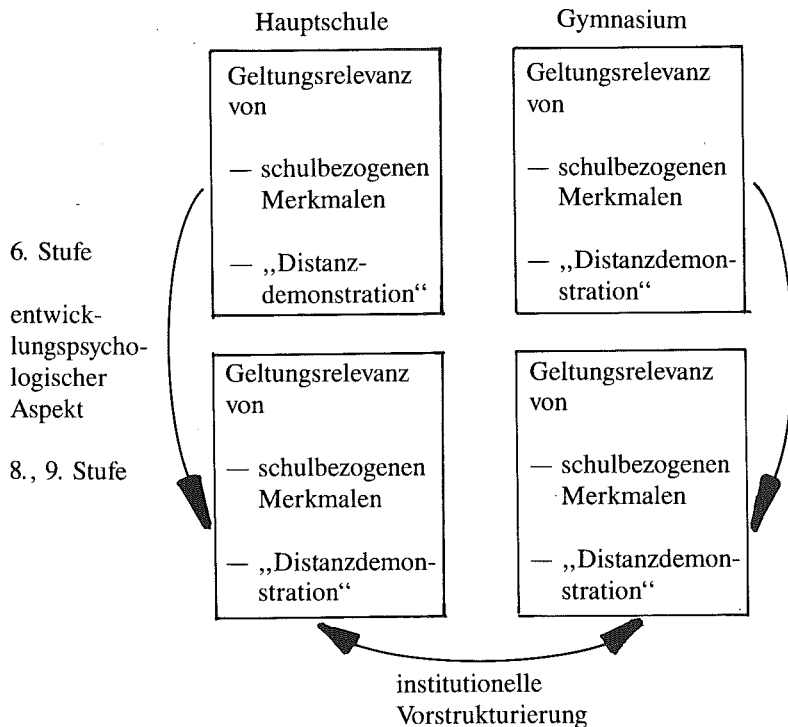 Hauptschule
Gymnasium
Geltungsrelevanz
von
— schulbezogenen
Merkmalen
— „Distanz-
demonstration“
Geltungsrelevanz
von
— schulbezogenen
Merkmalen
— „Distanzdemon-
stration“
6. Stufe
entwick-
lungspsycho-
logischer
Aspekt
8., 9. Stufe
Geltungsrelevanz
von
— schulbezogenen
Merkmalen
— „Distanzdemon-
stration“
Geltungsrelevanz
von
— schulbezogenen
Merkmalen
— „Distanzdemon-
stration“
institutionelle
Vorstrukturierung